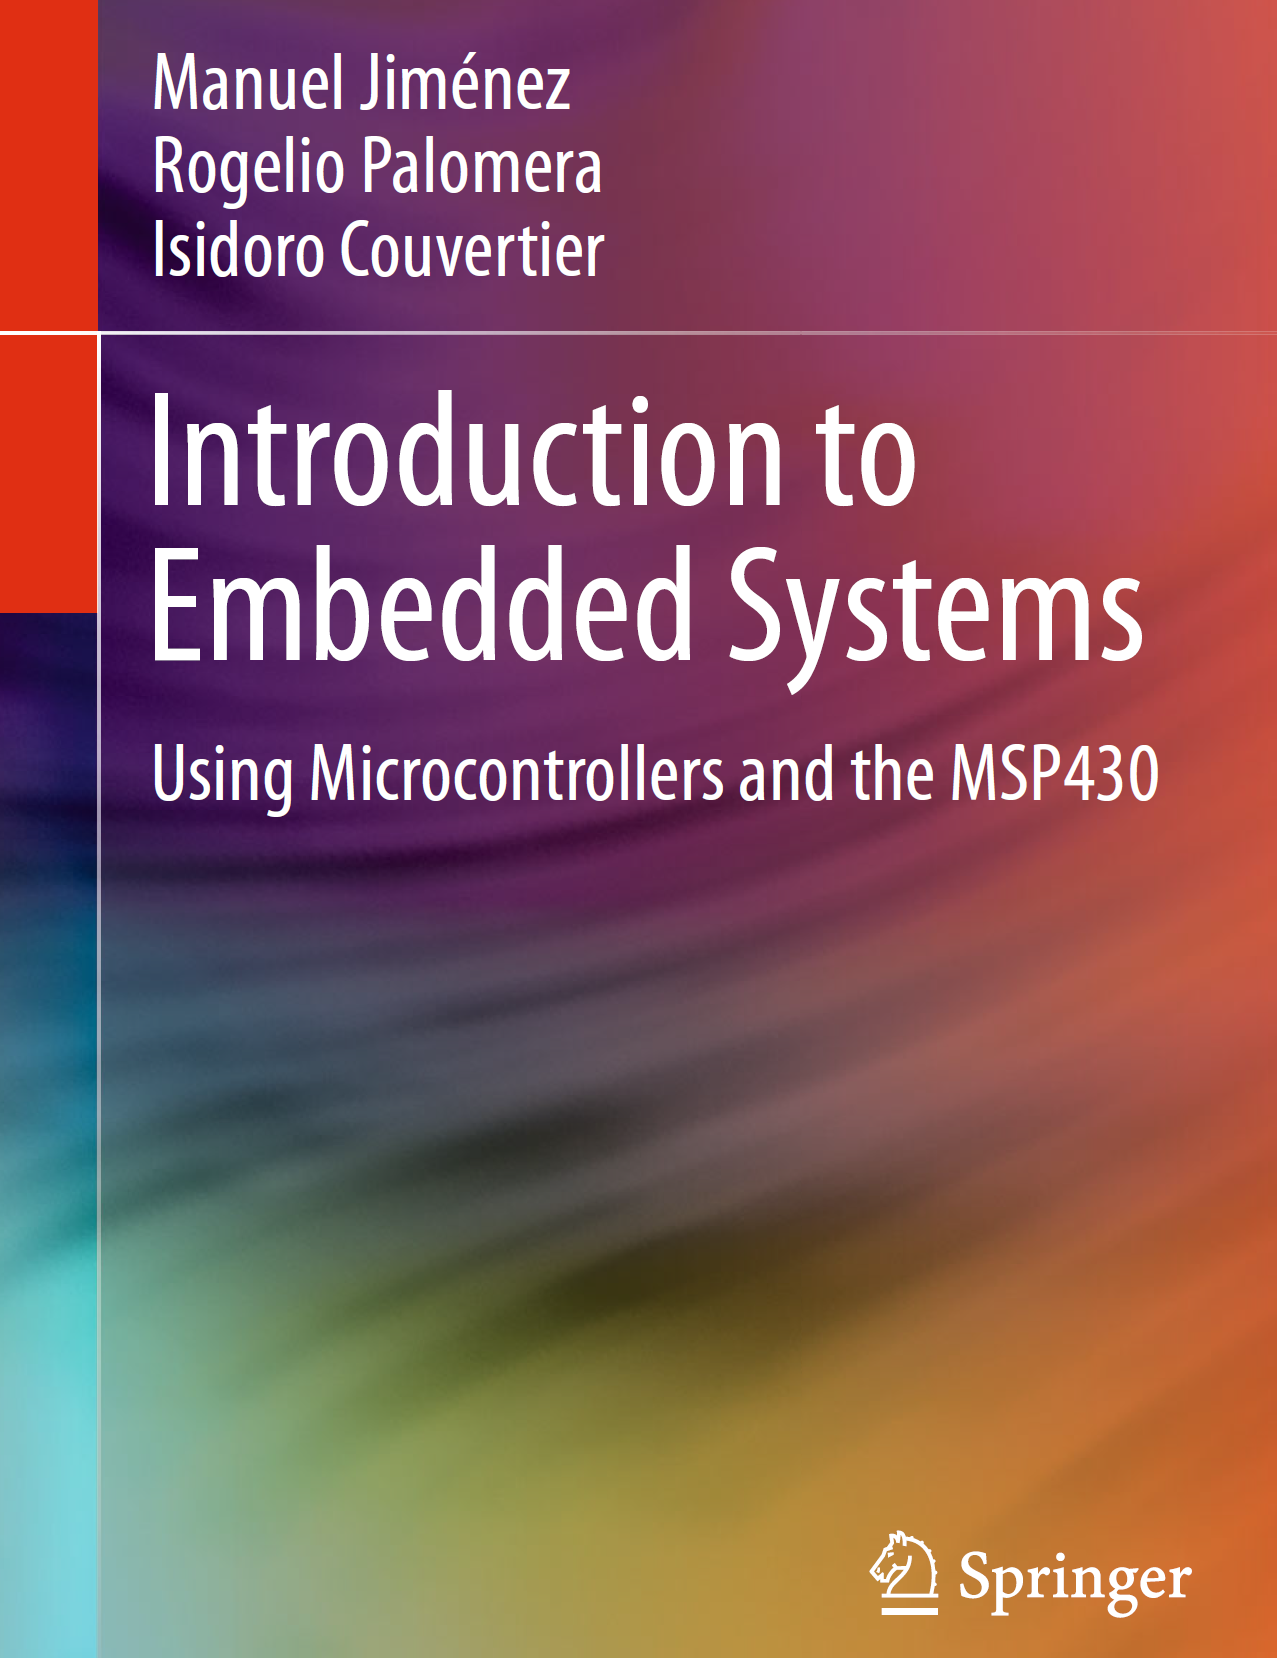 Manuel Jiménez
Rogelio Palomera
Isidoro Couvertier
Introduction to
Embedded Systems
Using Microcontrollers and the MSP430
Springer